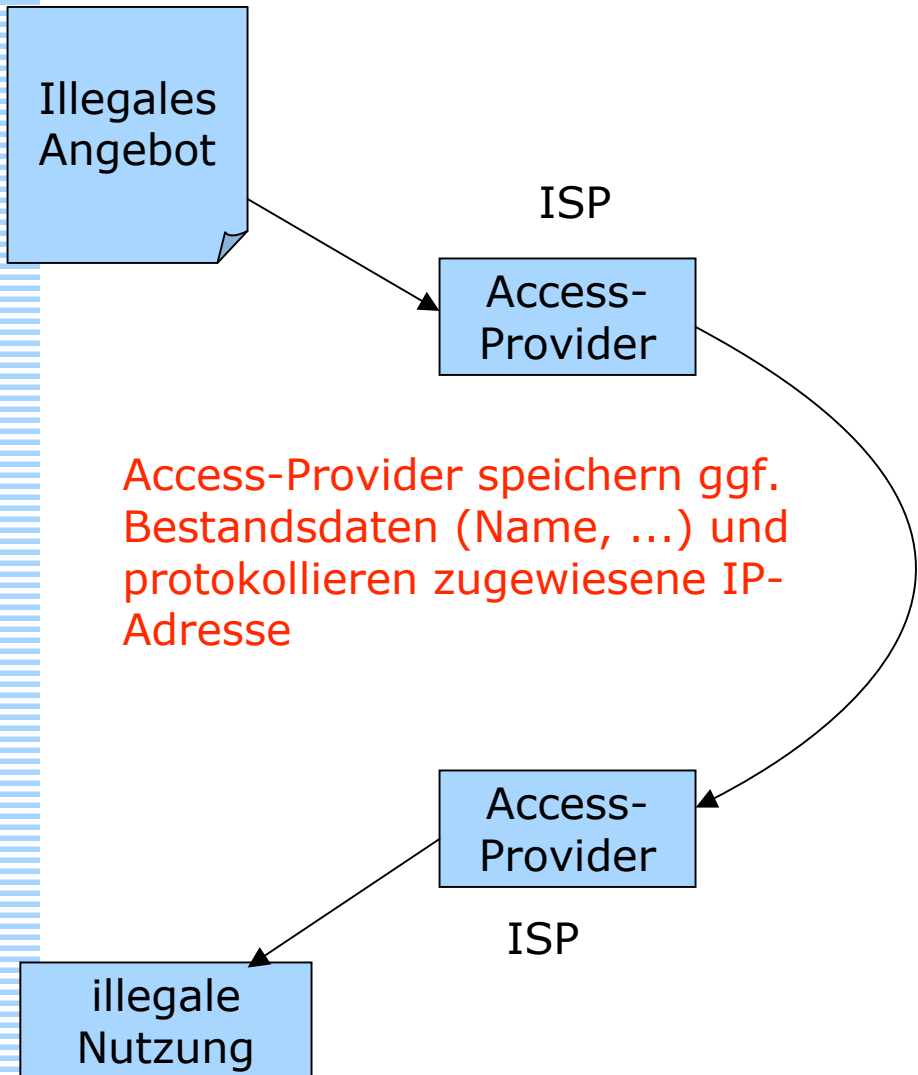 Illegales
Angebot
ISP
Access-
Provider
Access-Provider speichern ggf.
Bestandsdaten (Name, ...) und
protokollieren zugewiesene IP-
Adresse
Access-
Provider
ISP
illegale
Nutzung